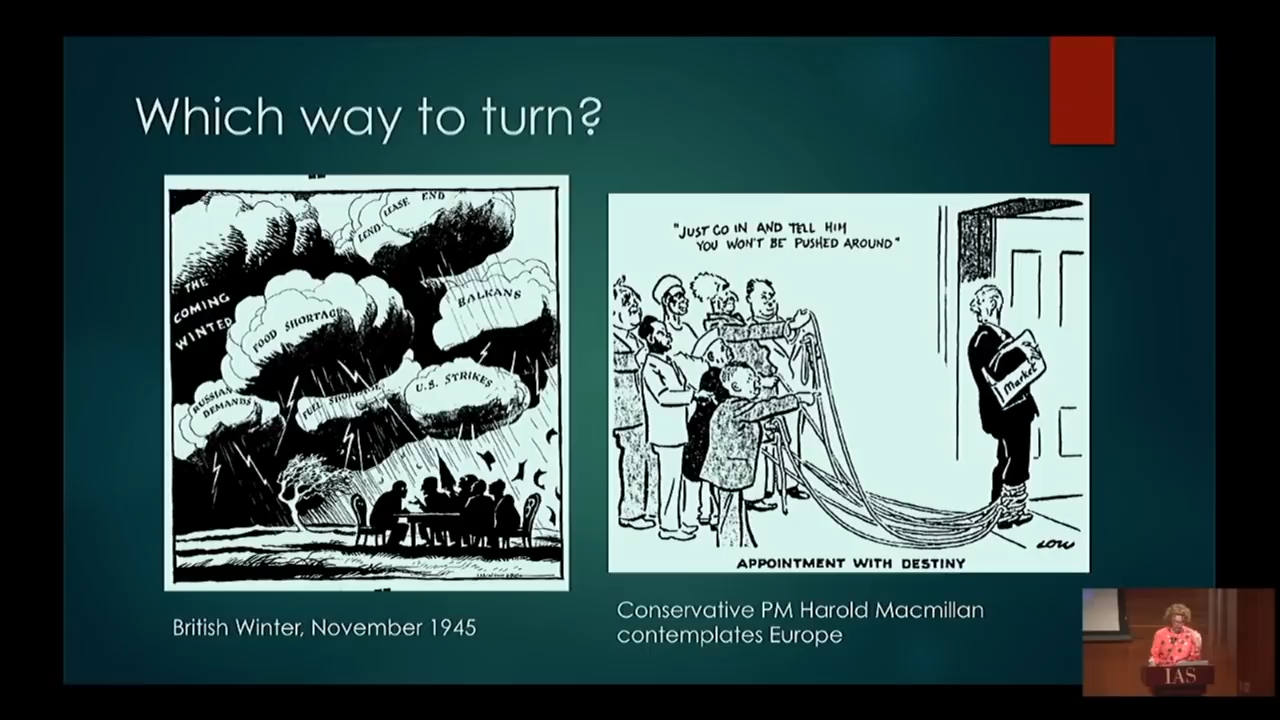 Which way to turn?
LEND LEASE END
THE
COMING
WINTER
BALKANS
FOOD SHORTAGE
RUSSIAN
DEMANDS
U.S. STRIKES
British Winter, November 1945
"JUST GO IN AND TELL HIM
YOU WON'T BE PUSHED AROUND"
Market
LOW
APPOINTMENT WITH DESTINY
Conservative PM Harold Macmillan
contemplates Europe
IAS